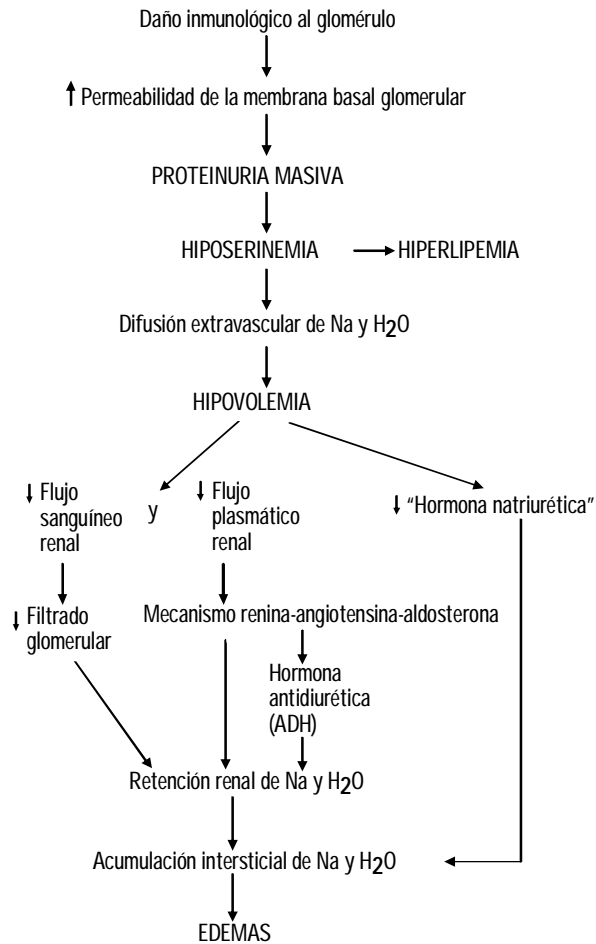 Daño inmunológico al glomérulo
Permeabilidad de la membrana basal glomerular
PROTEINURIA MASIVA
HIPOSERINEMIA
HIPERLIPEMIA
Difusión extravascular de Na y H2O
HIPOVOLEMIA
Flujo
sanguíneo
renal
y
Flujo
plasmático
renal
"Hormona natriurética"
Filtrado
glomerular
Mecanismo renina-angiotensina-aldosterona
Hormona
antidiurética
(ADH)
Retención renal de Na y H2O
Acumulación intersticial de Na y H2O
EDEMAS